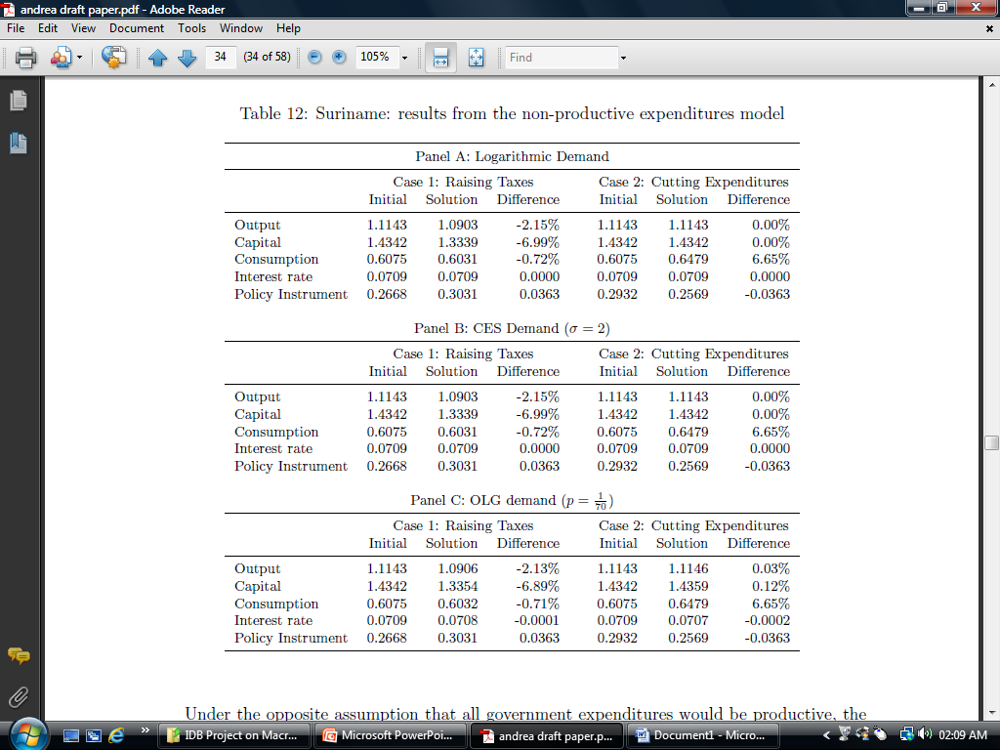 andrea draft paper.pdf - Adobe Reader
File Edit View Document Tools Window Help
34 (34 of 58) 105% Find
Table 12: Suriname: results from the non-productive expenditures model
Panel A: Logarithmic Demand
Case 1: Raising Taxes Case 2: Cutting Expenditures
Initial Solution Difference Initial Solution Difference
Output 1.1143 1.0903 -2.15% 1.1143 1.1143 0.00%
Capital 1.4342 1.3339 -6.99% 1.4342 1.4342 0.00%
Consumption 0.6075 0.6031 -0.72% 0.6075 0.6479 6.65%
Interest rate 0.0709 0.0709 0.0000 0.0709 0.0709 0.0000
Policy Instrument 0.2668 0.3031 0.0363 0.2932 0.2569 -0.0363
Panel B: CES Demand (σ = 2)
Case 1: Raising Taxes Case 2: Cutting Expenditures
Initial Solution Difference Initial Solution Difference
Output 1.1143 1.0903 -2.15% 1.1143 1.1143 0.00%
Capital 1.4342 1.3339 -6.99% 1.4342 1.4342 0.00%
Consumption 0.6075 0.6031 -0.72% 0.6075 0.6479 6.65%
Interest rate 0.0709 0.0709 0.0000 0.0709 0.0709 0.0000
Policy Instrument 0.2668 0.3031 0.0363 0.2932 0.2569 -0.0363
Panel C: OLG demand (p = 1/70)
Case 1: Raising Taxes Case 2: Cutting Expenditures
Initial Solution Difference Initial Solution Difference
Output 1.1143 1.0906 -2.13% 1.1143 1.1146 0.03%
Capital 1.4342 1.3354 -6.89% 1.4342 1.4359 0.12%
Consumption 0.6075 0.6032 -0.71% 0.6075 0.6479 6.65%
Interest rate 0.0709 0.0708 -0.0001 0.0709 0.0707 -0.0002
Policy Instrument 0.2668 0.3031 0.0363 0.2932 0.2569 -0.0363
Under the opposite assumption that all government expenditures would be productive, the
» IDB Project on Macr... Microsoft PowerPoi... andrea draft paper.p... Document1 - Micro... < 02:09 AM